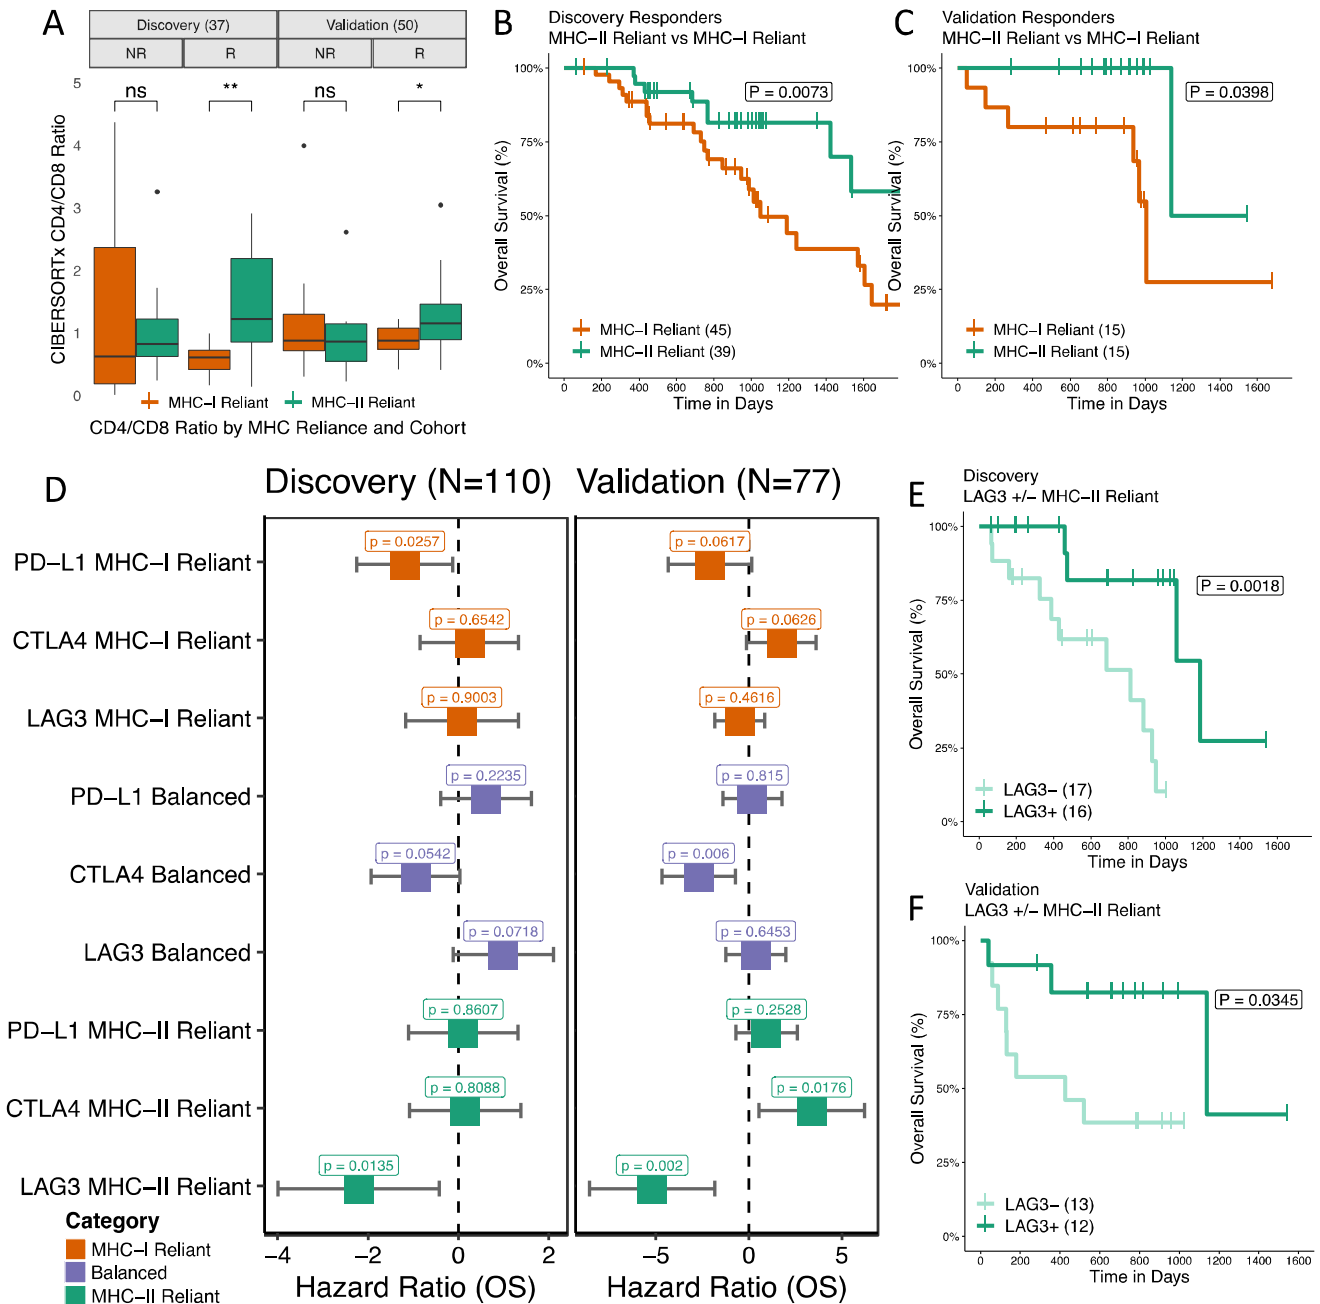 A
Discovery (37)
Validation (50)
NR
R
NR
R
ns
**
ns
*
5
4
3
2
1
0
CIBERSORTx CD4/CD8 Ratio
MHC–I Reliant
MHC–II Reliant
CD4/CD8 Ratio by MHC Reliance and Cohort
B
Discovery Responders
MHC–II Reliant vs MHC–I Reliant
P = 0.0073
100%
75%
50%
25%
0%
Overall Survival (%)
MHC–I Reliant (45)
MHC–II Reliant (39)
0 200 400 600 800 1000 1200 1400 1600
Time in Days
C
Validation Responders
MHC–II Reliant vs MHC–I Reliant
P = 0.0398
100%
75%
50%
25%
0%
Overall Survival (%)
MHC–I Reliant (15)
MHC–II Reliant (15)
0 200 400 600 800 1000 1200 1400 1600
Time in Days
D
Discovery (N=110)
Validation (N=77)
PD–L1 MHC–I Reliant
p = 0.0257
p = 0.0617
CTLA4 MHC–I Reliant
p = 0.6542
p = 0.0626
LAG3 MHC–I Reliant
p = 0.9003
p = 0.4616
PD–L1 Balanced
p = 0.2235
p = 0.815
CTLA4 Balanced
p = 0.0542
p = 0.006
LAG3 Balanced
p = 0.0718
p = 0.6453
PD–L1 MHC–II Reliant
p = 0.8607
p = 0.2528
CTLA4 MHC–II Reliant
p = 0.8088
p = 0.0176
LAG3 MHC–II Reliant
p = 0.0135
p = 0.002
−4 −2 0 2
−5 0 5
Hazard Ratio (OS)
Hazard Ratio (OS)
Category
MHC–I Reliant
Balanced
MHC–II Reliant
E
Discovery
LAG3 +/– MHC–II Reliant
P = 0.0018
100%
75%
50%
25%
0%
Overall Survival (%)
LAG3– (17)
LAG3+ (16)
0 200 400 600 800 1000 1200 1400 1600
Time in Days
F
Validation
LAG3 +/– MHC–II Reliant
P = 0.0345
100%
75%
50%
25%
0%
Overall Survival (%)
LAG3– (13)
LAG3+ (12)
0 200 400 600 800 1000 1200 1400 1600
Time in Days